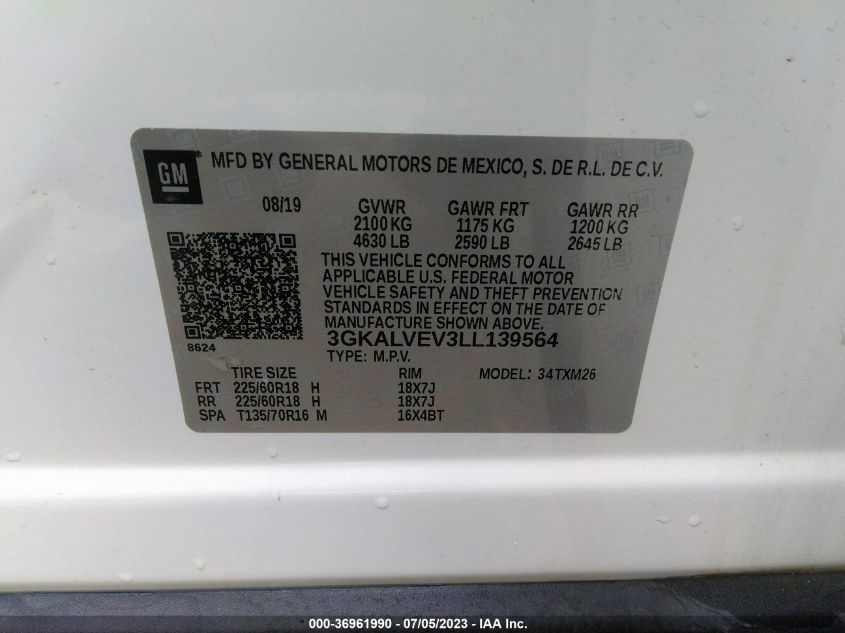 GM
MFD BY GENERAL MOTORS DE MEXICO, S. DE R.L. DE C.V.
08/19 GVWR GAWR FRT GAWR RR
2100 KG 1175 KG 1200 KG
4630 LB 2590 LB 2645 LB
THIS VEHICLE CONFORMS TO ALL
APPLICABLE U.S. FEDERAL MOTOR
VEHICLE SAFETY AND THEFT PREVENTION
STANDARDS IN EFFECT ON THE DATE OF
MANUFACTURE SHOWN ABOVE.
8624 3GKALVEV3LL139564
TYPE: M.P.V.
TIRE SIZE RIM MODEL: 34TXM26
FRT 225/60R18 H 18X7J
RR 225/60R18 H 18X7J
SPA T135/70R16 M 16X4BT
000-36961990 - 07/05/2023 - IAA Inc.